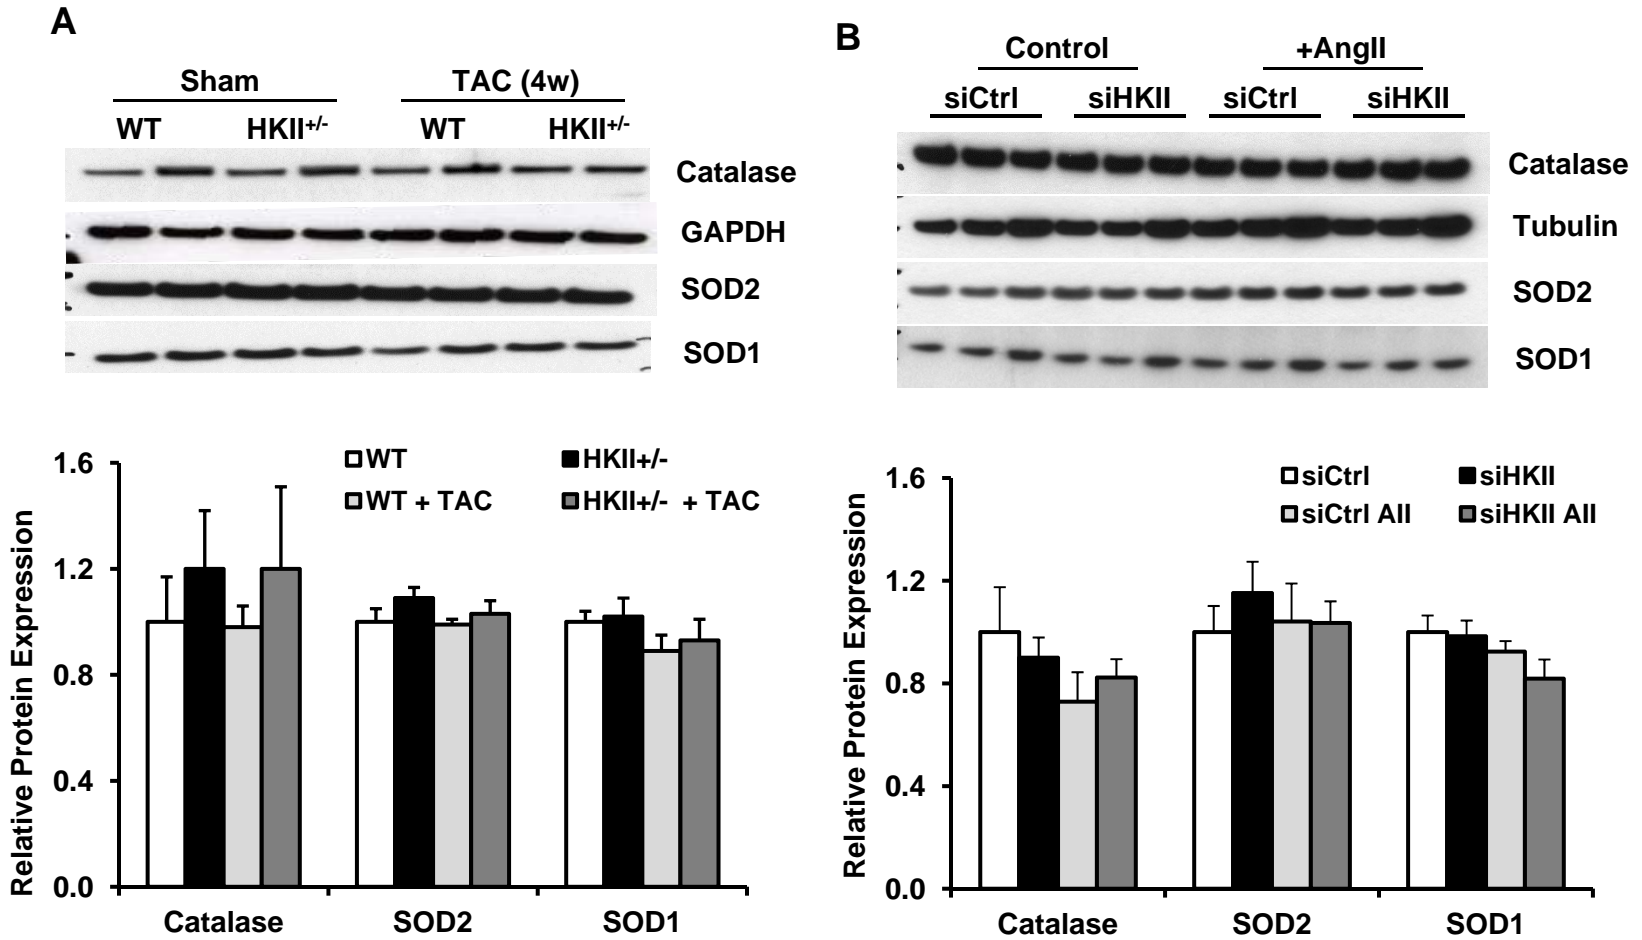 A
Sham TAC (4w)
WT HKII+/- WT HKII+/-
Catalase
GAPDH
SOD2
SOD1
WT HKII+/-
WT + TAC HKII+/- + TAC
Relative Protein Expression
1.6
1.2
0.8
0.4
0.0
Catalase SOD2 SOD1
B
Control +AngII
siCtrl siHKII siCtrl siHKII
Catalase
Tubulin
SOD2
SOD1
siCtrl siHKII
siCtrl AII siHKII AII
Relative Protein Expression
1.6
1.2
0.8
0.4
0.0
Catalase SOD2 SOD1